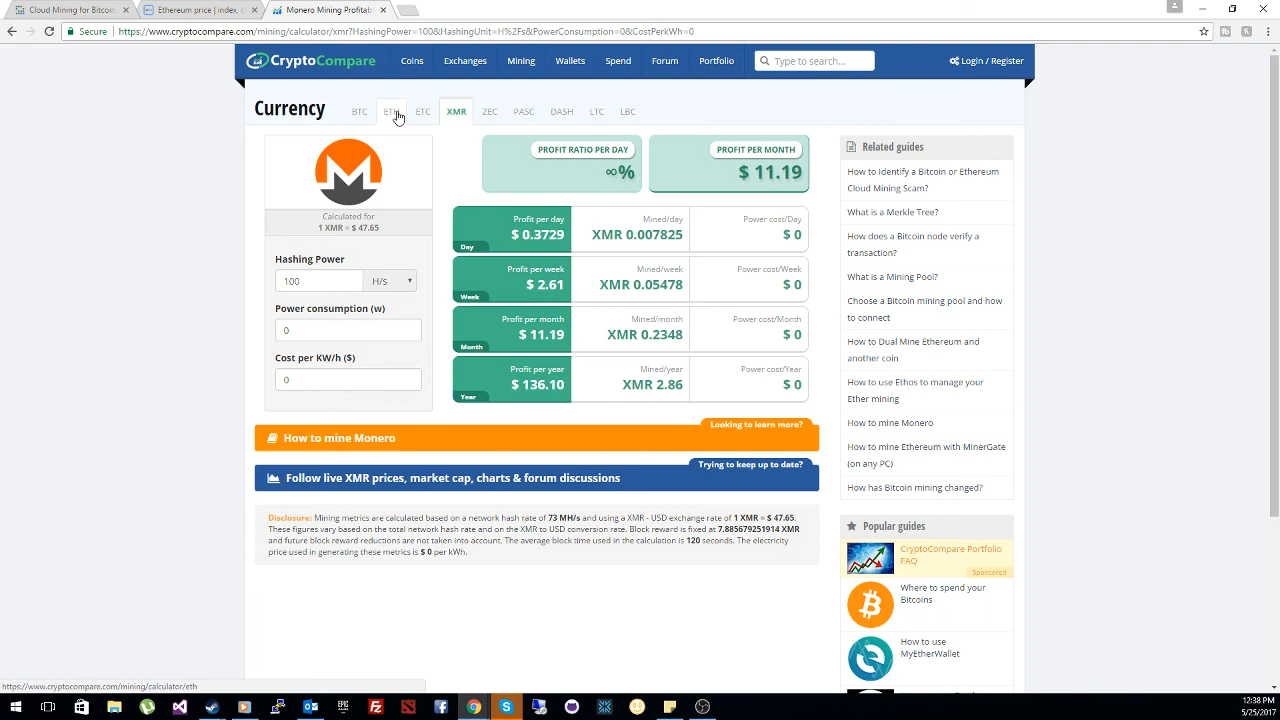 Cloud Mining for Bitcoin
Ethereum price | index, u
Monero Mining Profitab
Secure
https://www.cryptocompare.com/mining/calculator/xmr?HashingPower=100&HashingUnit=H%2Fs&PowerConsumption=0&CostPerkWh=0
CryptoCompare
Coins
Exchanges
Mining
Wallets
Spend
Forum
Portfolio
Type to search...
Login / Register
Currency
BTC
ETH
ETC
XMR
ZEC
PASC
DASH
LTC
LBC
Calculated for
1 XMR = $ 47.65
Hashing Power
100
H/s
Power consumption (w)
0
Cost per KW/h ($)
0
PROFIT RATIO PER DAY
∞%
PROFIT PER MONTH
$ 11.19
Profit per day
$ 0.3729
Day
Mined/day
XMR 0.007825
Power cost/Day
$ 0
Profit per week
$ 2.61
Week
Mined/week
XMR 0.05478
Power cost/Week
$ 0
Profit per month
$ 11.19
Month
Mined/month
XMR 0.2348
Power cost/Month
$ 0
Profit per year
$ 136.10
Year
Mined/year
XMR 2.86
Power cost/Year
$ 0
Looking to learn more?
How to mine Monero
Trying to keep up to date?
Follow live XMR prices, market cap, charts & forum discussions
Disclosure: Mining metrics are calculated based on a network hash rate of 73 MH/s and using a XMR - USD exchange rate of 1 XMR = $ 47.65.
These figures vary based on the total network hash rate and on the XMR to USD conversion rate. Block reward is fixed at 7.885679251914 XMR
and future block reward reductions are not taken into account. The average block time used in the calculation is 120 seconds. The electricity
price used in generating these metrics is $ 0 per kWh.
Related guides
How to Identify a Bitcoin or Ethereum
Cloud Mining Scam?
What is a Merkle Tree?
How does a Bitcoin node verify a
transaction?
What is a Mining Pool?
Choose a Bitcoin mining pool and how
to connect
How to Dual Mine Ethereum and
another coin
How to use Ethos to manage your
Ether mining
How to mine Monero
How to mine Ethereum with MinerGate
(on any PC)
How has Bitcoin mining changed?
Popular guides
CryptoCompare Portfolio
FAQ
Sponsored
Where to spend your
Bitcoins
How to use
MyEtherWallet
https://www.cryptocompare.com/mining/calculator/eth
12:38 PM
5/25/2017